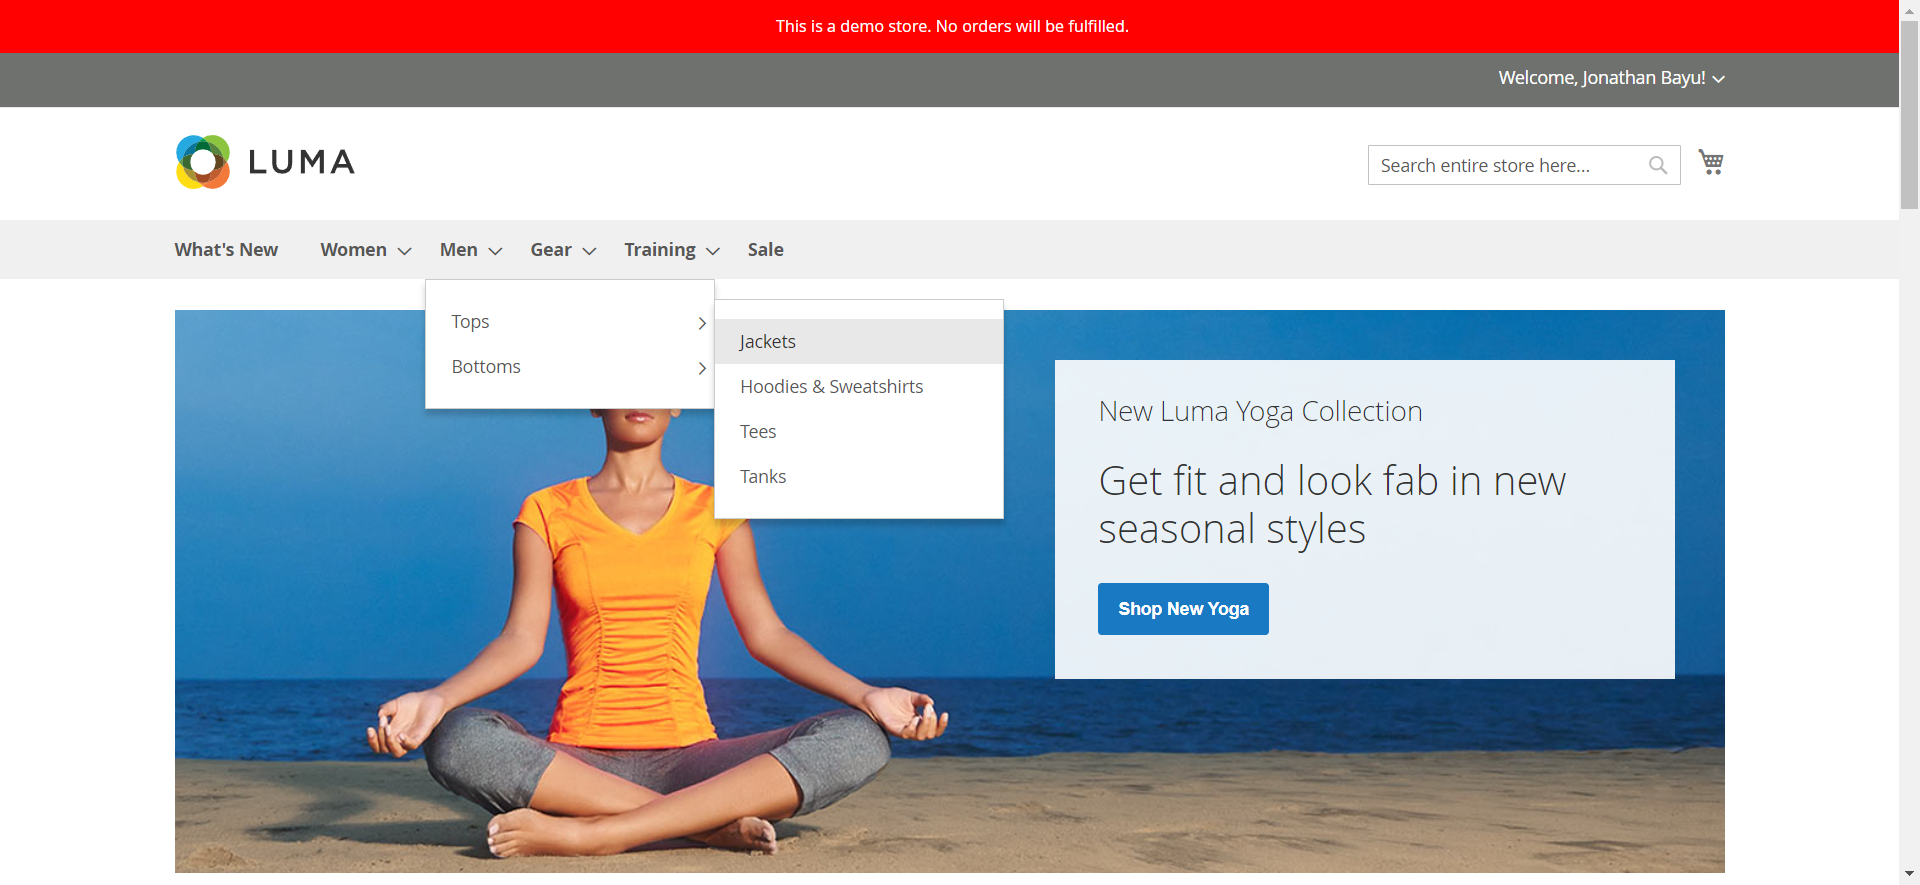 This is a demo store. No orders will be fulfilled.
Welcome, Jonathan Bayu!
LUMA
Search entire store here...
What's New Women Men Gear Training Sale
Tops
Bottoms
Jackets
Hoodies & Sweatshirts
Tees
Tanks
New Luma Yoga Collection
Get fit and look fab in new
seasonal styles
Shop New Yoga